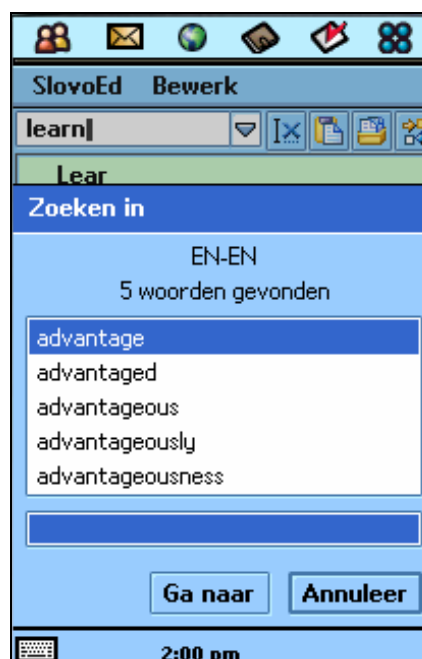 SlovoEd Bewerk
learn
Lear
Zoeken in
EN-EN
5 woorden gevonden
advantage
advantaged
advantageous
advantageously
advantageousness
Ga naar Annuleer
2:00 pm